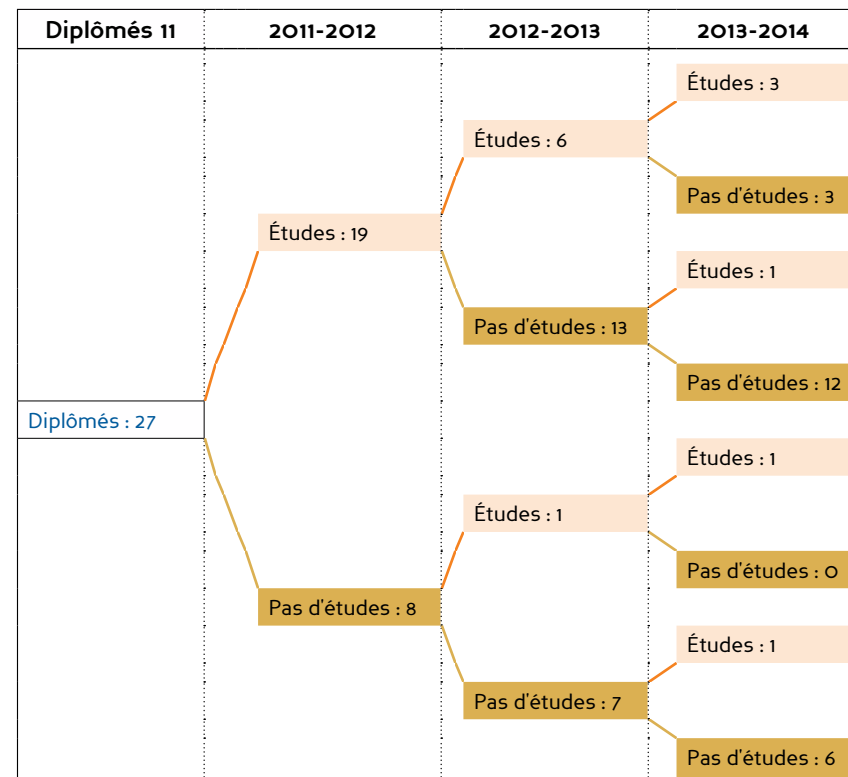 Diplômés 11 2011-2012 2012-2013 2013-2014
Études : 3
Études : 6
Pas d'études : 3
Études : 19
Études : 1
Pas d'études : 13
Pas d'études : 12
Diplômés : 27
Études : 1
Études : 1
Pas d'études : 0
Pas d'études : 8
Études : 1
Pas d'études : 7
Pas d'études : 6